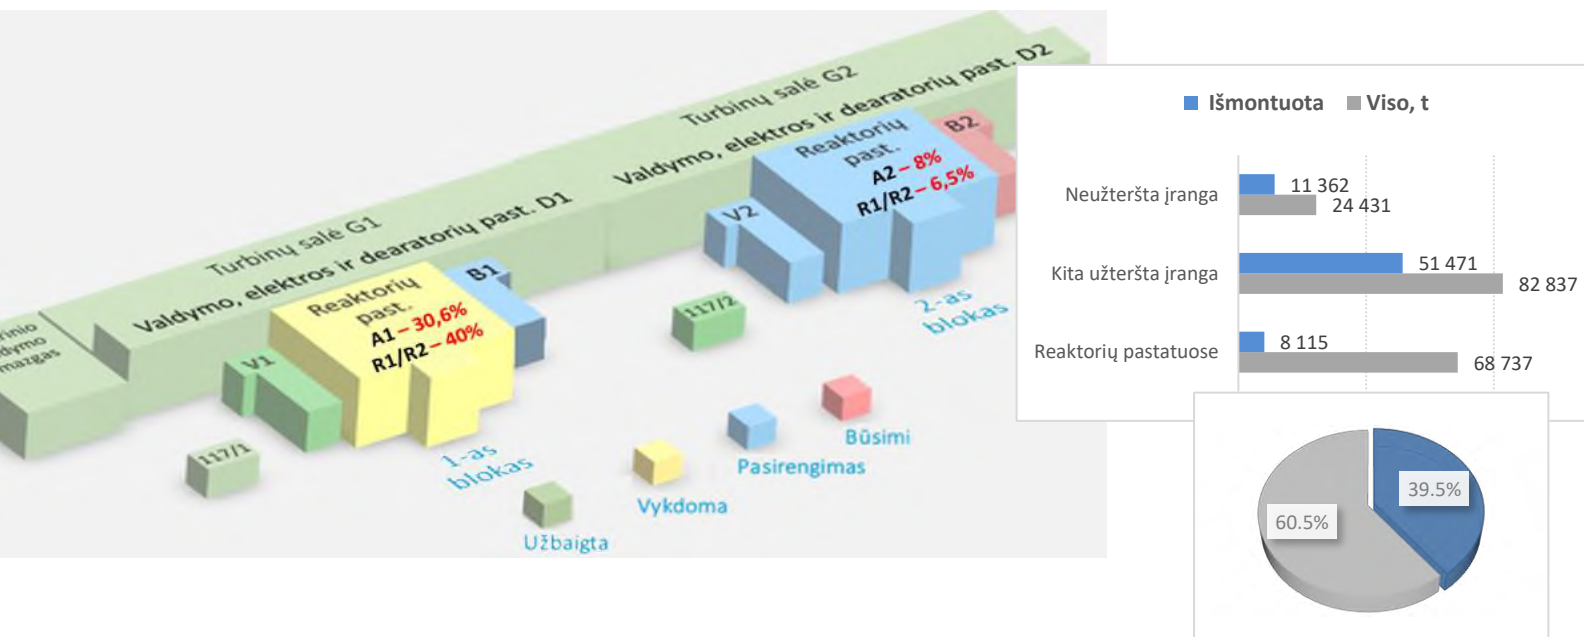 Turbinų salė G2
Valdymo, elektros ir dearatorių past. D2
Turbinų salė G1
Valdymo, elektros ir dearatorių past. D1
mazgas
Reaktorių
past.
A2 – 8%
R1/R2 – 6,5%
B2
V2
Reaktorių
past.
A1 – 30,6%
R1/R2 – 40%
B1
V1
117/2
117/1
2-as
blokas
1-as
blokas
Būsimi
Pasirengimas
Vykdoma
Užbaigta
Išmontuota Viso, t
Neužteršta įranga
11 362
24 431
Kita užteršta įranga
51 471
82 837
Reaktorių pastatuose
8 115
68 737
39.5%
60.5%